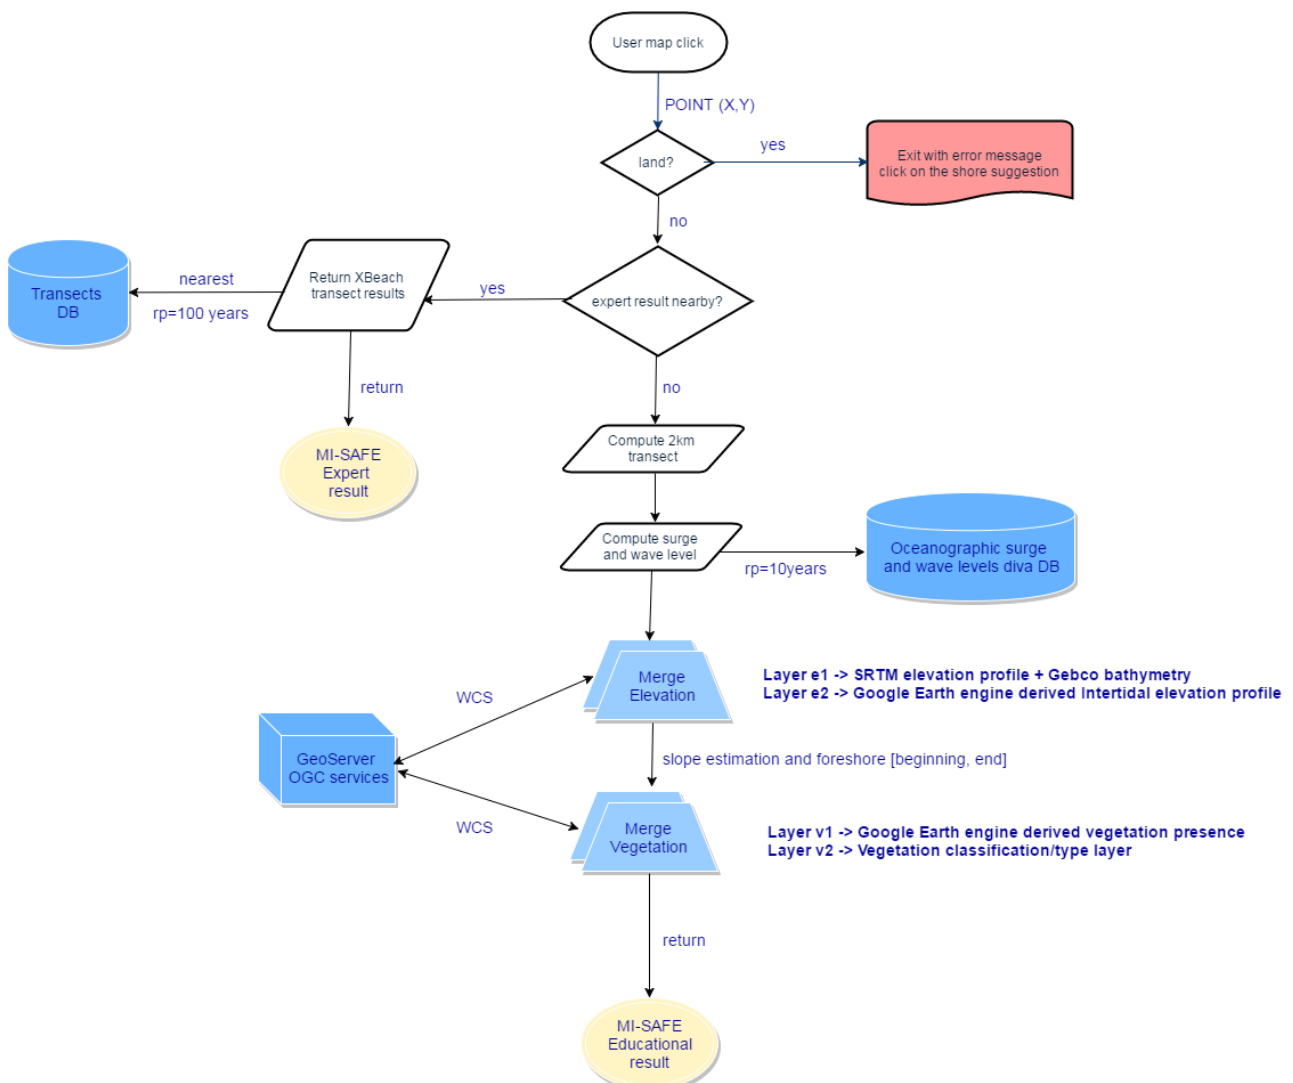 User map click
POINT (X,Y)
land?
yes
Exit with error message
click on the shore suggestion
no
Transects
DB
nearest
rp=100 years
Return XBeach
transect results
yes
expert result nearby?
return
no
MI-SAFE
Expert
result
Compute 2km
transect
Compute surge
and wave level
rp=10years
Oceanographic surge
and wave levels diva DB
Merge
Elevation
Layer e1 -> SRTM elevation profile + Gebco bathymetry
Layer e2 -> Google Earth engine derived Intertidal elevation profile
WCS
GeoServer
OGC services
slope estimation and foreshore [beginning, end]
WCS
Merge
Vegetation
Layer v1 -> Google Earth engine derived vegetation presence
Layer v2 -> Vegetation classification/type layer
return
MI-SAFE
Educational
result